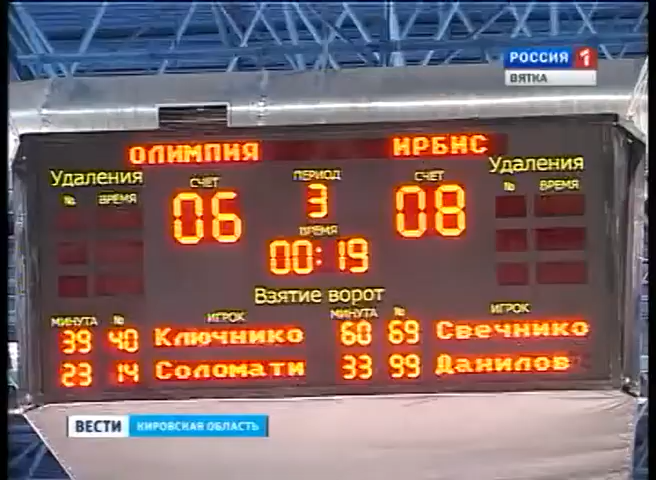 РОССИЯ 1
ВЯТКА
ОЛИМПИЯ ИРБИС
Удаления Удаления
№ ВРЕМЯ СЧЕТ ПЕРИОД СЧЕТ № ВРЕМЯ
06 3 08
ВРЕМЯ
00:19
Взятие ворот
МИНУТА № ИГРОК МИНУТА № ИГРОК
39 40 Ключнико 60 69 Свечнико
23 14 Соломати 33 99 Данилов
ВЕСТИ КИРОВСКАЯ ОБЛАСТЬ